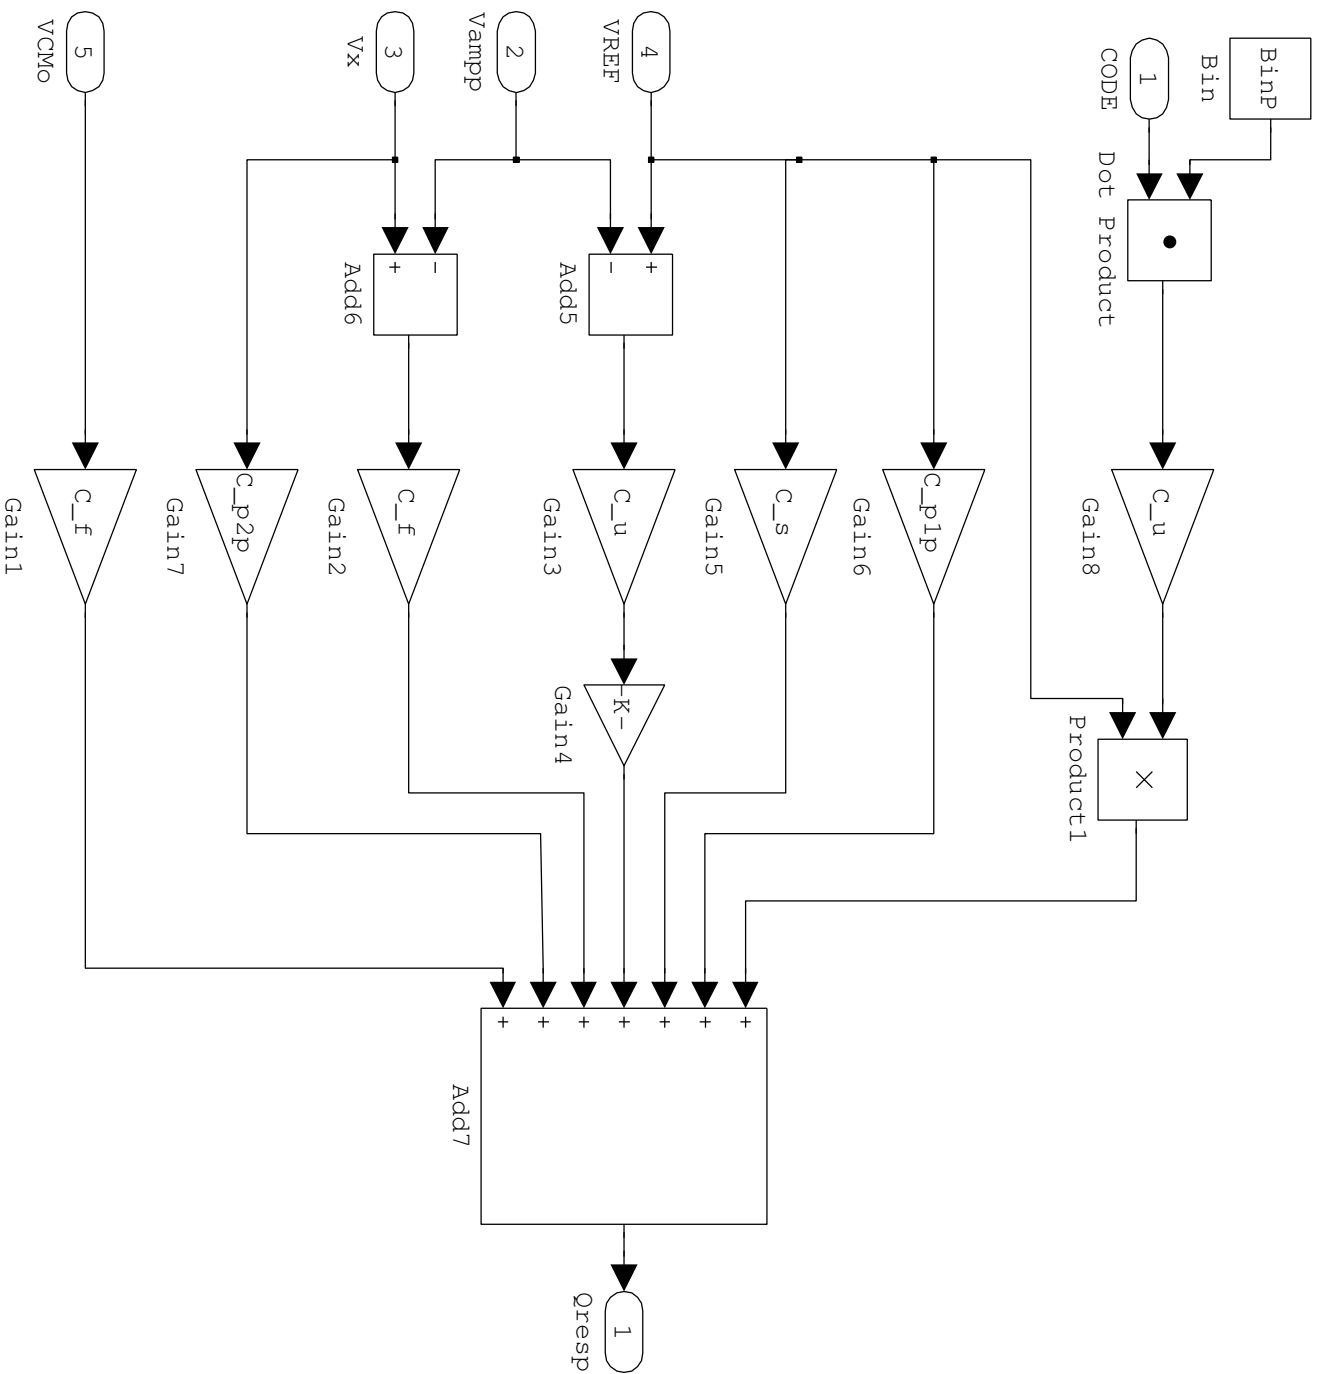 BinP
Bin
1
CODE
Dot Product
C_u
Gain8
×
Product1
C_p1p
Gain6
C_s
Gain5
4
VREF
+
-
Add5
C_u
Gain3
-K-
Gain4
2
Vampp
-
+
Add6
C_f
Gain2
3
Vx
C_p2p
Gain7
5
VCMo
C_f
Gain1
+
+
+
+
+
+
+
Add7
1
Qresp